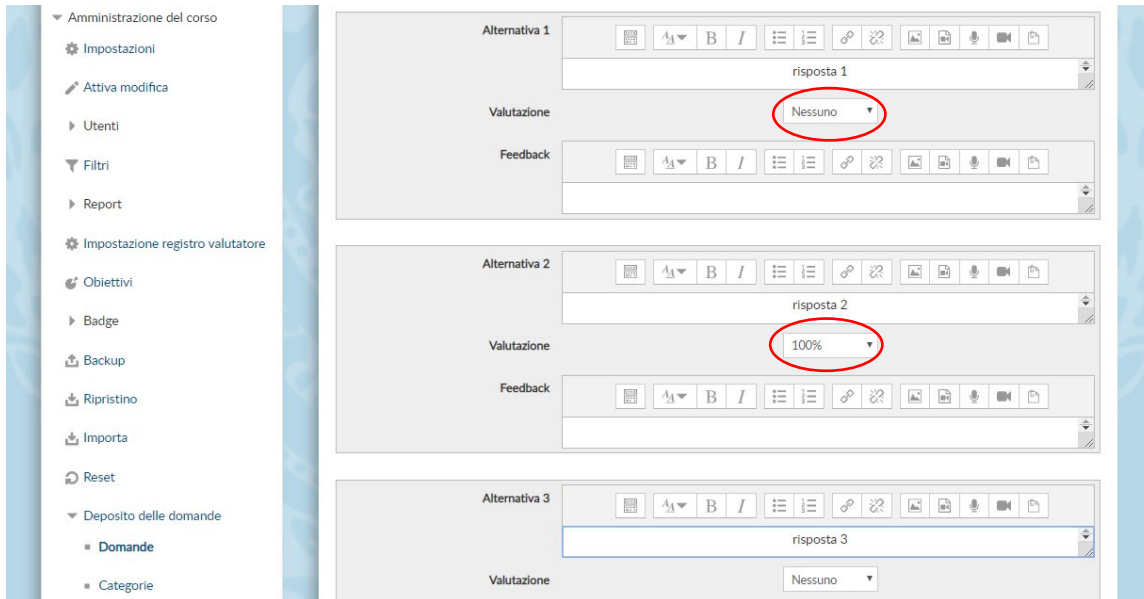 Amministrazione del corso
Impostazioni
Attiva modifica
Utenti
Filtri
Report
Impostazione registro valutatore
Obiettivi
Badge
Backup
Ripristino
Importa
Reset
Deposito delle domande
Domande
Categorie
Alternativa 1
B I
risposta 1
Valutazione
Nessuno
Feedback
B I
Alternativa 2
B I
risposta 2
Valutazione
100%
Feedback
B I
Alternativa 3
B I
risposta 3
Valutazione
Nessuno